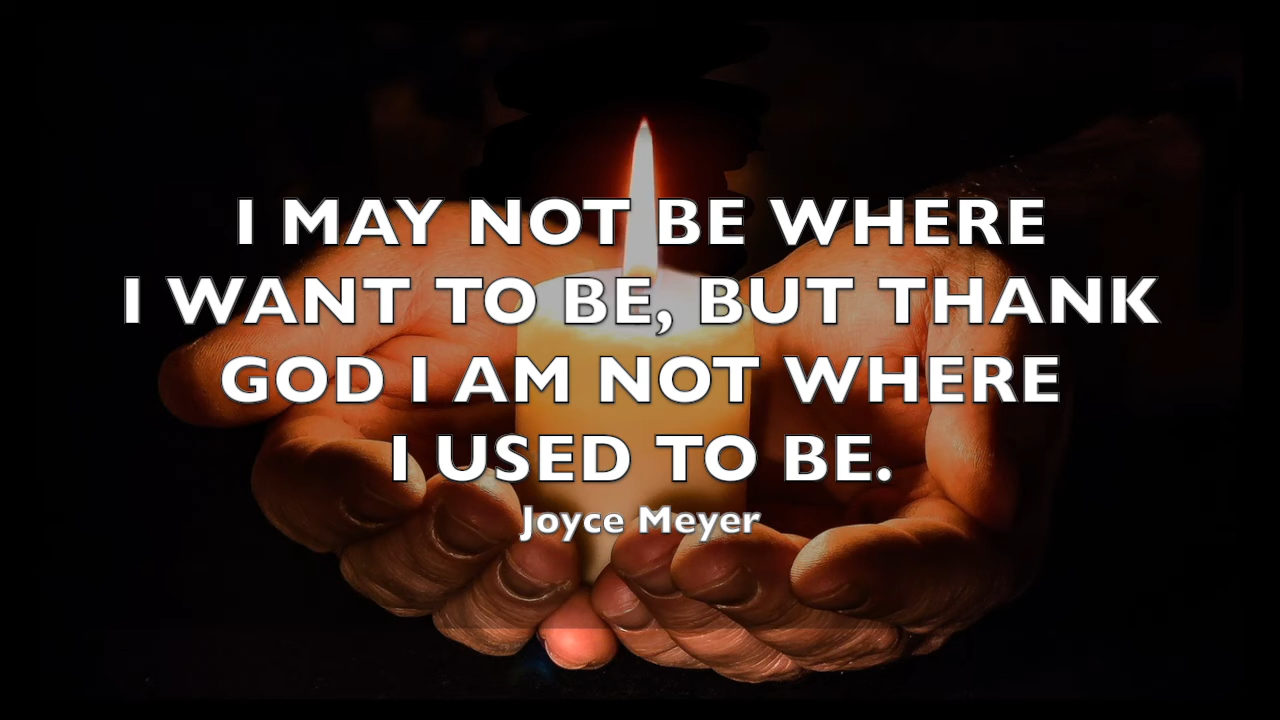 I MAY NOT BE WHERE
I WANT TO BE, BUT THANK
GOD I AM NOT WHERE
I USED TO BE.
Joyce Meyer